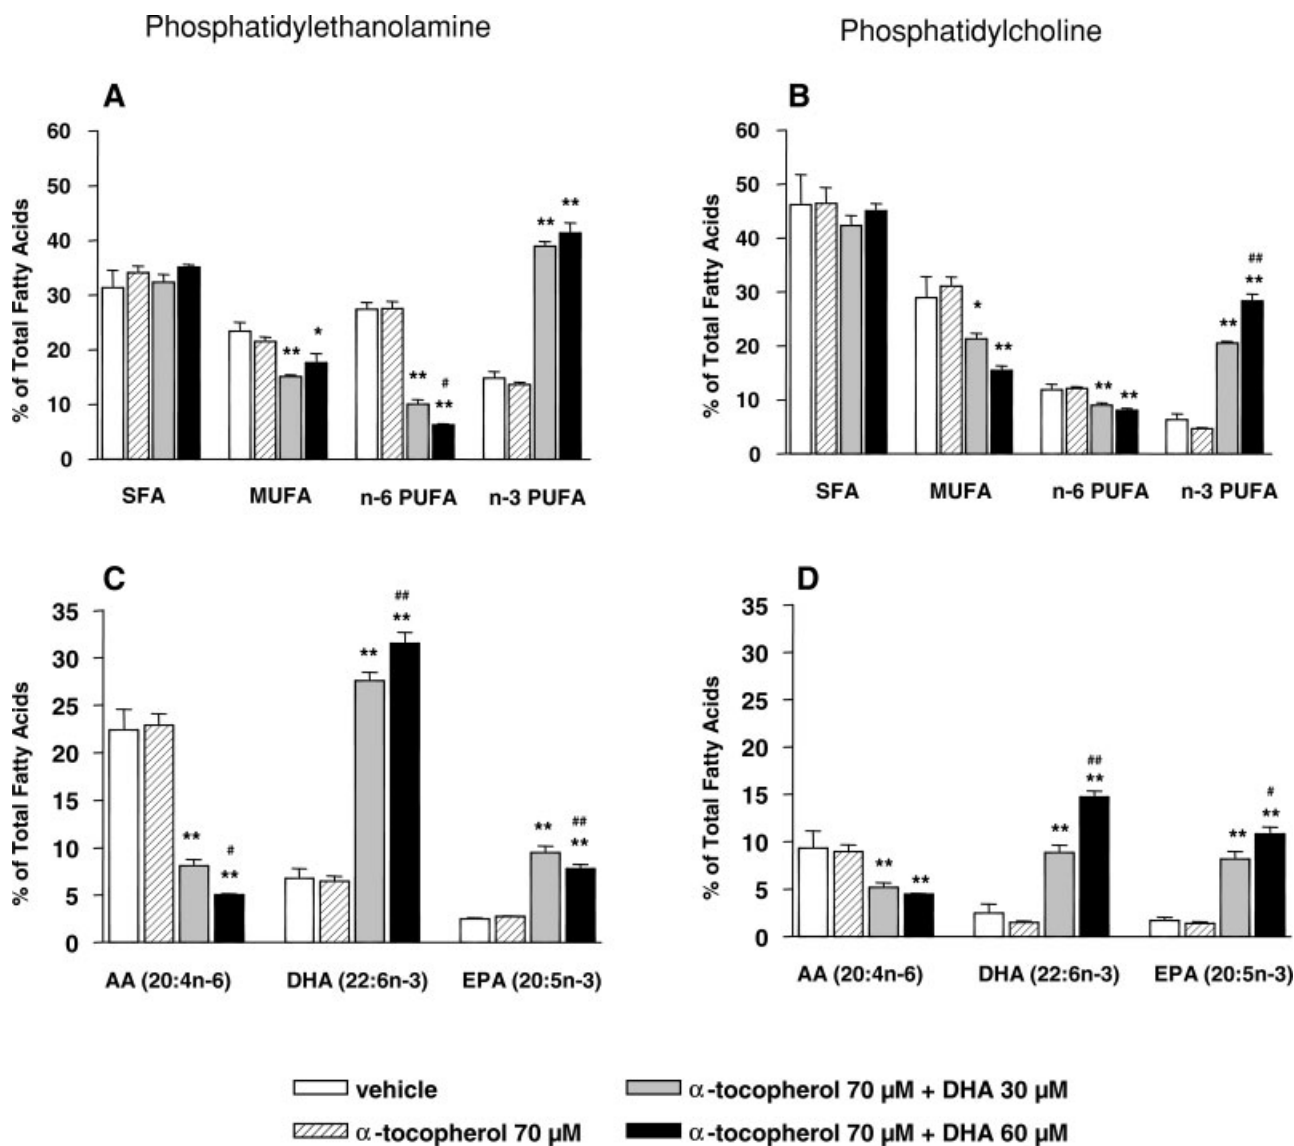 Phosphatidylethanolamine
Phosphatidylcholine
A
60
50
40
30
20
10
0
% of Total Fatty Acids
** * ** # ** ** **
SFA MUFA n-6 PUFA n-3 PUFA
B
60
50
40
30
20
10
0
% of Total Fatty Acids
* ** ** ** ** ## **
SFA MUFA n-6 PUFA n-3 PUFA
C
35
30
25
20
15
10
5
0
% of Total Fatty Acids
** # ** ** ## ** ** ## **
AA (20:4n-6) DHA (22:6n-3) EPA (20:5n-3)
D
35
30
25
20
15
10
5
0
% of Total Fatty Acids
** ** ** ## ** ** # **
AA (20:4n-6) DHA (22:6n-3) EPA (20:5n-3)
vehicle
α-tocopherol 70 μM + DHA 30 μM
α-tocopherol 70 μM
α-tocopherol 70 μM + DHA 60 μM